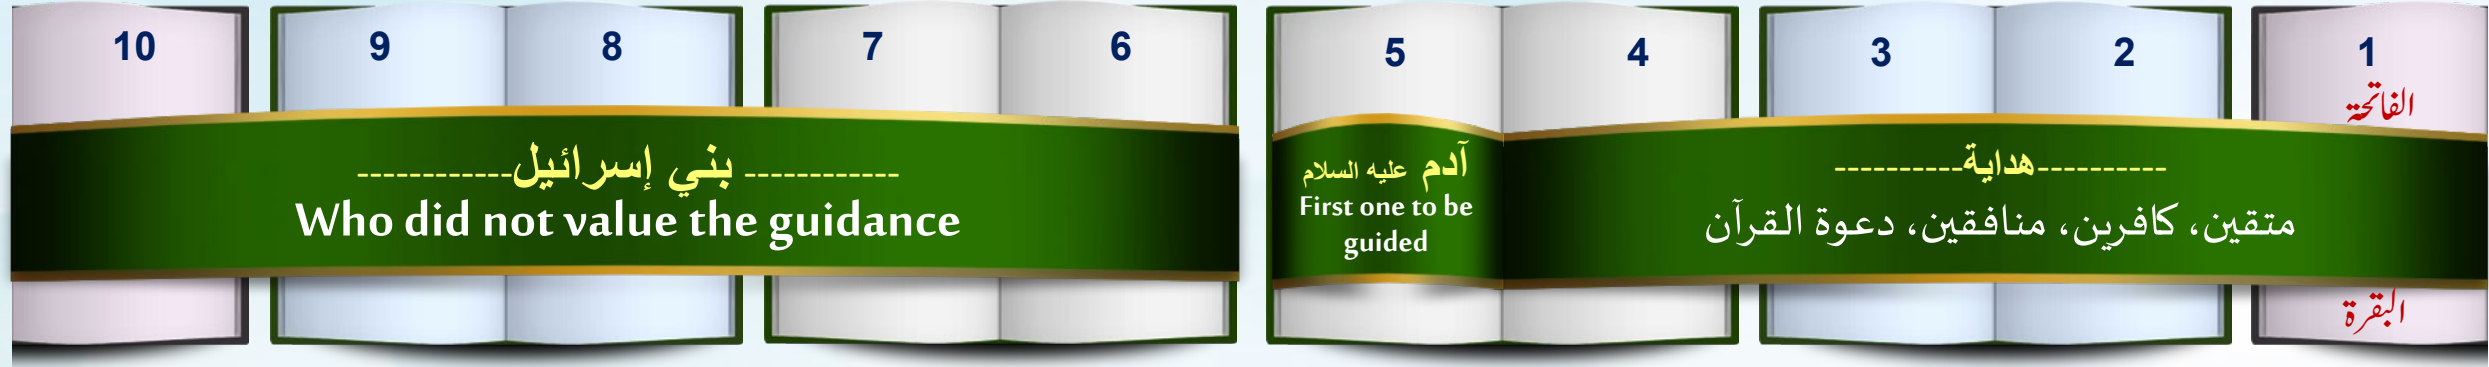 1 2 3 4 5 6 7 8 9 10
الفاتحة
----------هداية----------
متقين، كافرين، منافقين، دعوة القرآن
البقرة
آدم عليه السلام
First one to be
guided
------------ بني إسرائيل------------
Who did not value the guidance